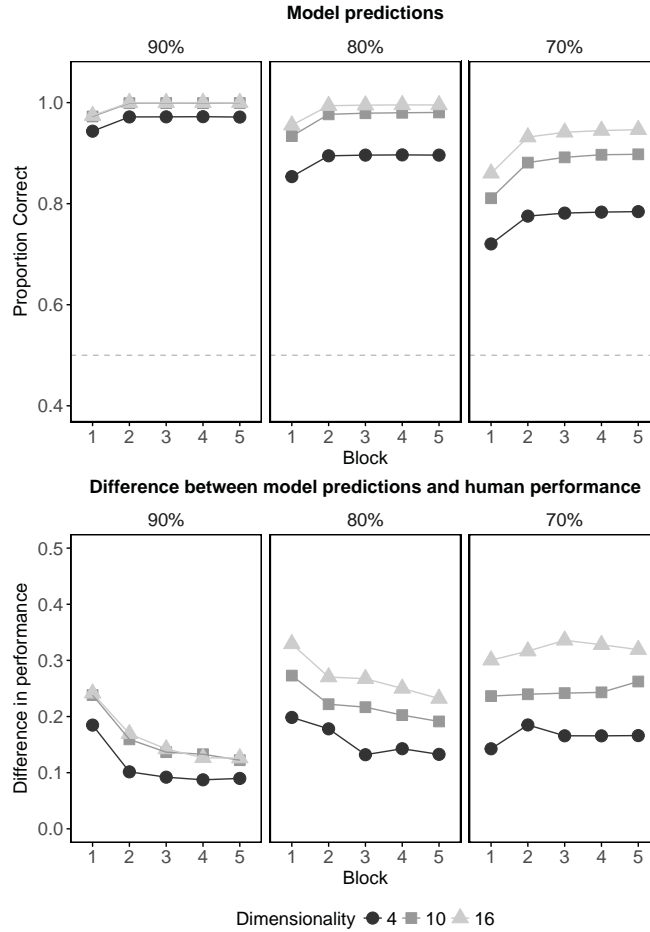 Model predictions
90% 80% 70%
1.0
0.8
0.6
0.4
Proportion Correct
1 2 3 4 5 1 2 3 4 5 1 2 3 4 5
Block
Difference between model predictions and human performance
90% 80% 70%
0.5
0.4
0.3
0.2
0.1
0.0
Difference in performance
1 2 3 4 5 1 2 3 4 5 1 2 3 4 5
Block
Dimensionality 4 10 16